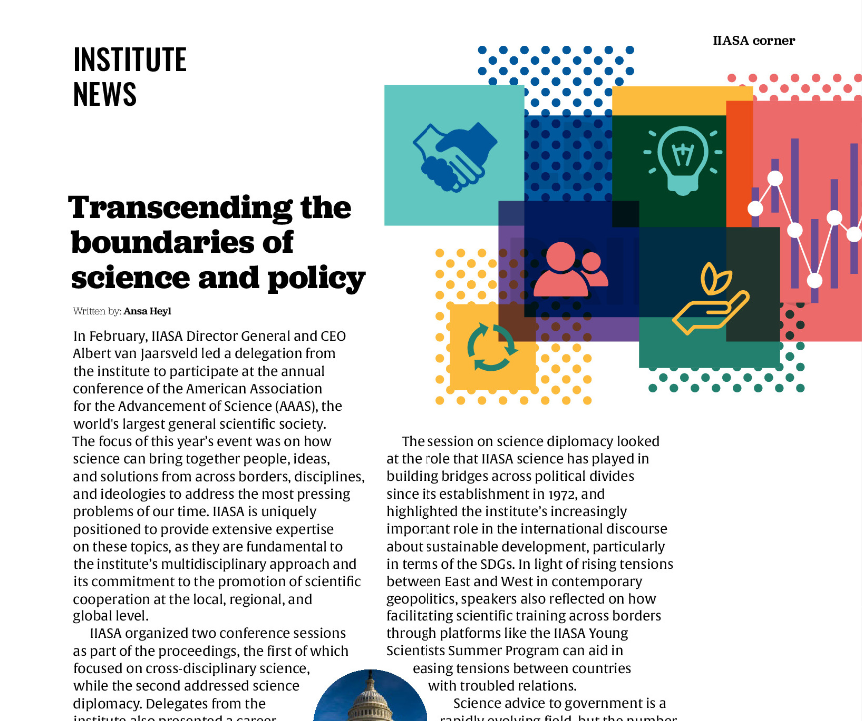 IIASA corner
INSTITUTE
NEWS
Transcending the
boundaries of
science and policy
Written by: Ansa Heyl
In February, IIASA Director General and CEO
Albert van Jaarsveld led a delegation from
the institute to participate at the annual
conference of the American Association
for the Advancement of Science (AAAS), the
world's largest general scientific society.
The focus of this year's event was on how
science can bring together people, ideas,
and solutions from across borders, disciplines,
and ideologies to address the most pressing
problems of our time. IIASA is uniquely
positioned to provide extensive expertise
on these topics, as they are fundamental to
the institute's multidisciplinary approach and
its commitment to the promotion of scientific
cooperation at the local, regional, and
global level.
IIASA organized two conference sessions
as part of the proceedings, the first of which
focused on cross-disciplinary science,
while the second addressed science
diplomacy. Delegates from the
institute also presented a career
The session on science diplomacy looked
at the role that IIASA science has played in
building bridges across political divides
since its establishment in 1972, and
highlighted the institute's increasingly
important role in the international discourse
about sustainable development, particularly
in terms of the SDGs. In light of rising tensions
between East and West in contemporary
geopolitics, speakers also reflected on how
facilitating scientific training across borders
through platforms like the IIASA Young
Scientists Summer Program can aid in
easing tensions between countries
with troubled relations.
Science advice to government is a
rapidly evolving field, but the number